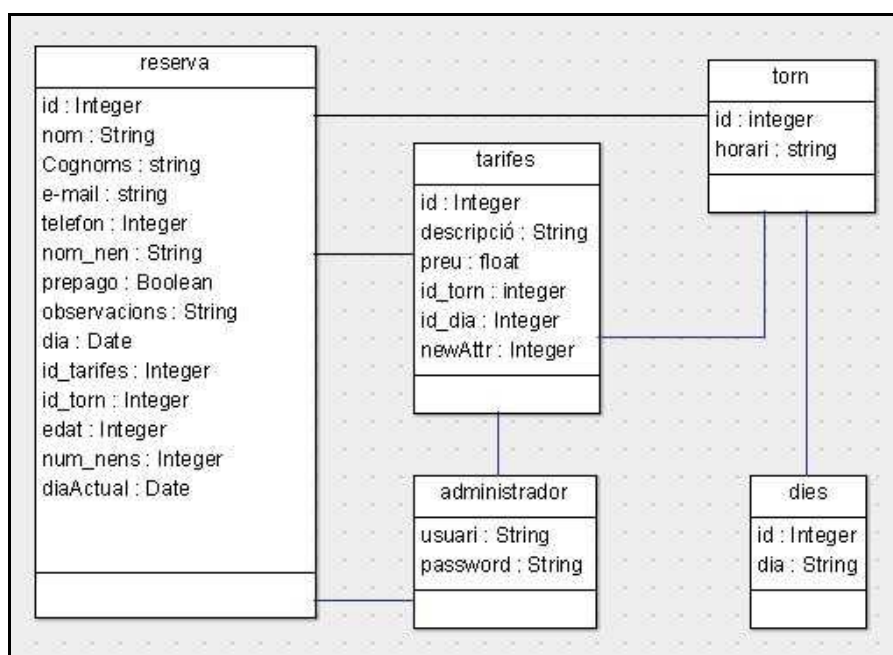 reserva
id : Integer
nom : String
Cognoms : string
e-mail : string
telefon : Integer
nom_nen : String
prepago : Boolean
observacions : String
dia : Date
id_tarifes : Integer
id_torn : Integer
edat : Integer
num_nens : Integer
diaActual : Date
tarifes
id : Integer
descripció : String
preu : float
id_torn : integer
id_dia : Integer
newAttr : Integer
torn
id : integer
horari : string
administrador
usuari : String
password : String
dies
id : Integer
dia : String